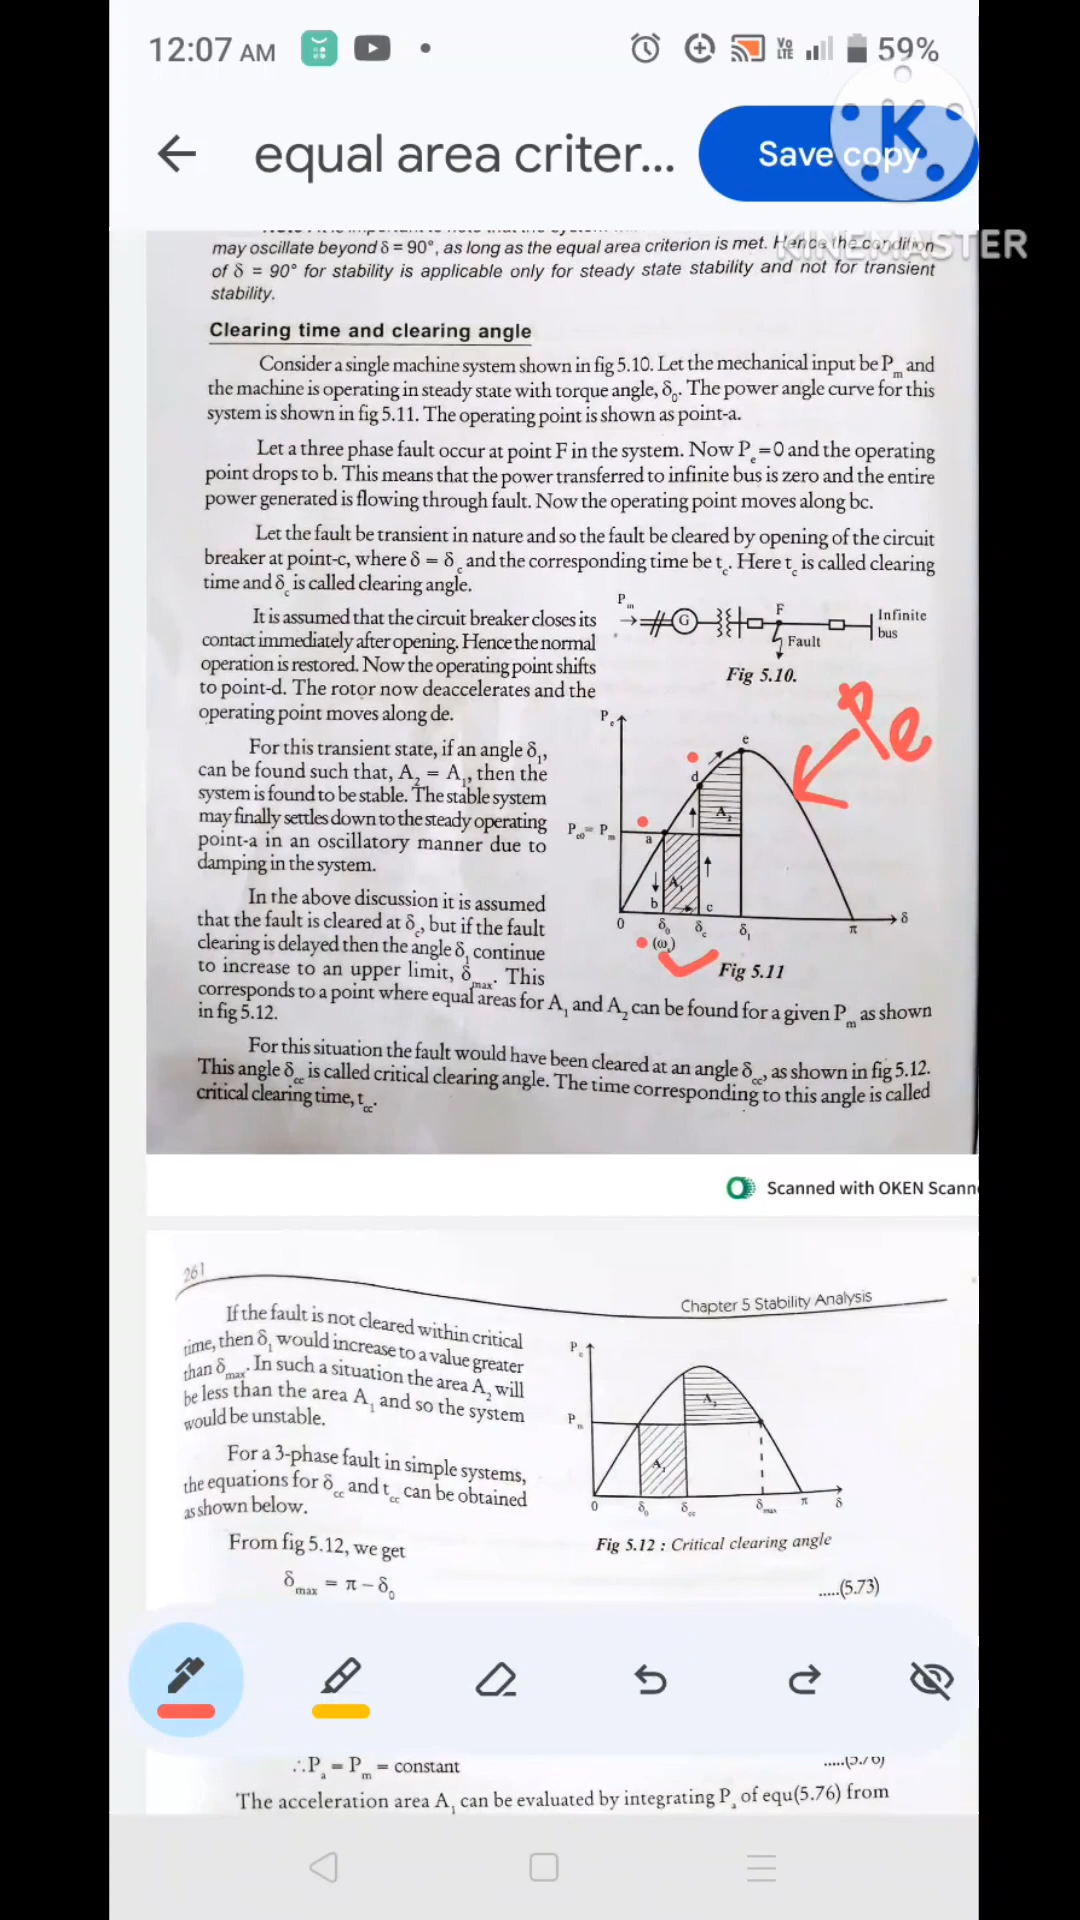 12:07 AM
Vo
LTE
59%
equal area criter...
Save copy
K
KINEMASTER
may oscillate beyond δ = 90°, as long as the equal area criterion is met. Hence the condition
of δ = 90° for stability is applicable only for steady state stability and not for transient
stability.
Clearing time and clearing angle
Consider a single machine system shown in fig 5.10. Let the mechanical input be Pm and
the machine is operating in steady state with torque angle, δ0. The power angle curve for this
system is shown in fig 5.11. The operating point is shown as point-a.
Let a three phase fault occur at point F in the system. Now Pe=0 and the operating
point drops to b. This means that the power transferred to infinite bus is zero and the entire
power generated is flowing through fault. Now the operating point moves along bc.
Let the fault be transient in nature and so the fault be cleared by opening of the circuit
breaker at point-c, where δ = δc and the corresponding time be tc. Here tc is called clearing
time and δc is called clearing angle.
It is assumed that the circuit breaker closes its
contact immediately after opening. Hence the normal
operation is restored. Now the operating point shifts
to point-d. The rotor now deaccelerates and the
operating point moves along de.
Pm
G
F
Fault
Infinite
bus
Fig 5.10.
For this transient state, if an angle δ1,
can be found such that, A2 = A1, then the
system is found to be stable. The stable system
may finally settles down to the steady operating
point-a in an oscillatory manner due to
damping in the system.
Pe
Pe
e
d
A2
Pe0= Pm
a
A1
b
c
0
δ0
δc
δ1
π
δ
Fig 5.11
In the above discussion it is assumed
that the fault is cleared at δc, but if the fault
clearing is delayed then the angle δ1 continue
to increase to an upper limit, δmax. This
corresponds to a point where equal areas for A1 and A2 can be found for a given Pm as shown
in fig 5.12.
For this situation the fault would have been cleared at an angle δcc, as shown in fig 5.12.
This angle δcc is called critical clearing angle. The time corresponding to this angle is called
critical clearing time, tcc.
Scanned with OKEN Scann
261
Chapter 5 Stability Analysis
If the fault is not cleared within critical
time, then δ1 would increase to a value greater
than δmax. In such a situation the area A2 will
be less than the area A1 and so the system
would be unstable.
For a 3-phase fault in simple systems,
the equations for δcc and tcc can be obtained
as shown below.
Pe
Pm
A2
A1
0
δ0
δcc
δmax
π
δ
Fig 5.12 : Critical clearing angle
From fig 5.12, we get
δmax = π – δ0
.....(5.73)
∴Pa = Pm = constant
.....(5.76)
The acceleration area A1 can be evaluated by integrating Pa of equ(5.76) from